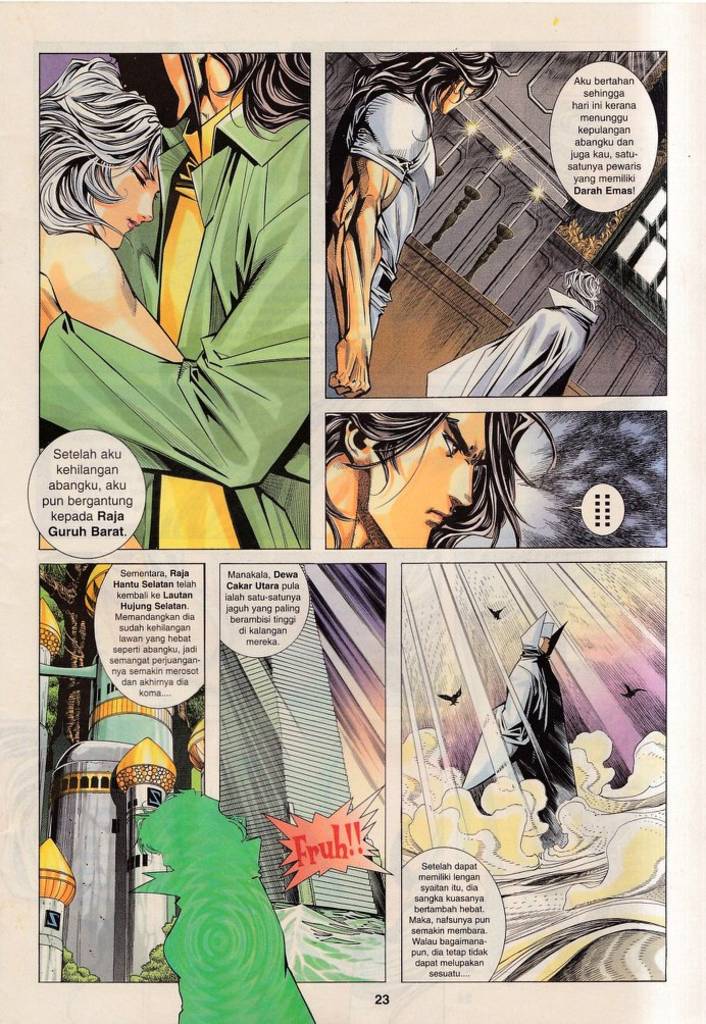 Setelah aku
kehilangan
abangku, aku
pun bergantung
kepada Raja
Guruh Barat.
Aku bertahan
sehingga
hari ini kerana
menunggu
kepulangan
abangku dan
juga kau, satu-
satunya pewaris
yang memiliki
Darah Emas!
Sementara, Raja
Hantu Selatan telah
kembali ke Lautan
Hujung Selatan.
Memandangkan dia
sudah kehilangan
lawan yang hebat
seperti abangku, jadi
semangat perjuangan-
nya semakin merosot
dan akhirnya dia
koma....
Manakala, Dewa
Cakar Utara pula
ialah satu-satunya
jaguh yang paling
berambisi tinggi
di kalangan
mereka.
Fruh!!
Setelah dapat
memiliki lengan
syaitan itu, dia
sangka kuasanya
bertambah hebat.
Maka, nafsunya pun
semakin membara.
Walau bagaimana-
pun, dia tetap tidak
dapat melupakan
sesuatu....
23